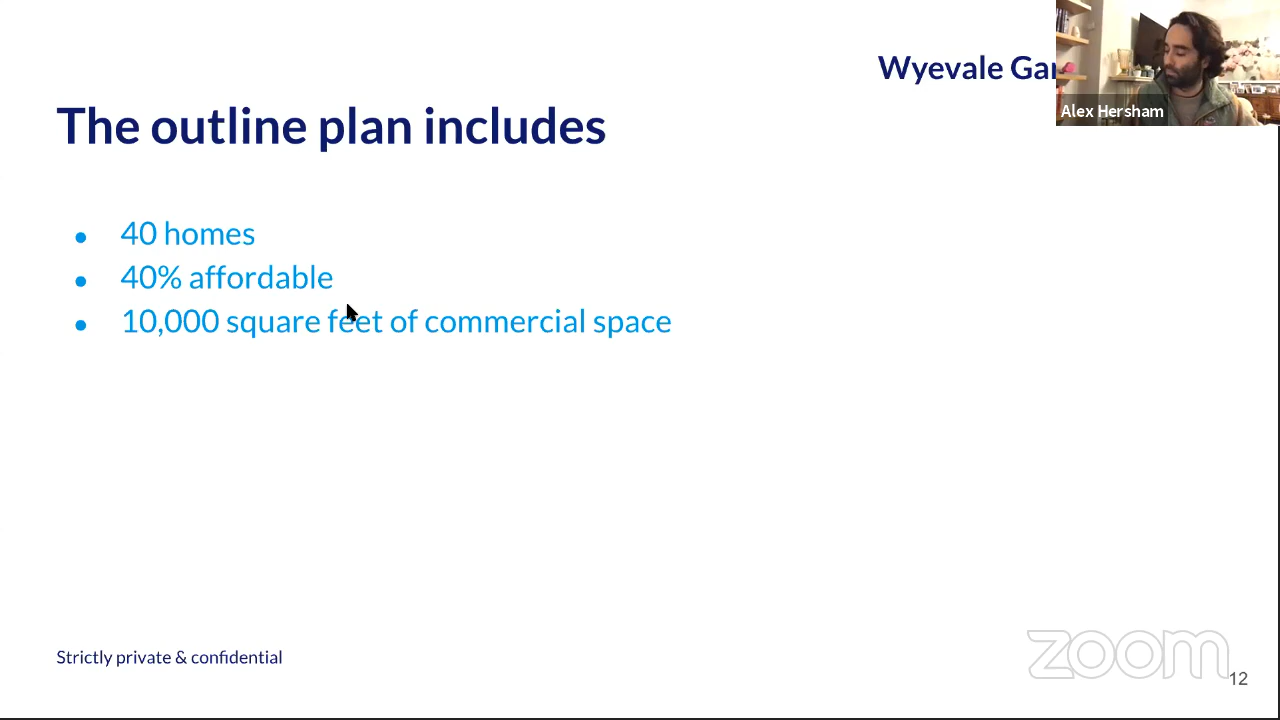 Wyevale
Alex Hersham
The outline plan includes
40 homes
40% affordable
10,000 square feet of commercial space
Strictly private & confidential
zoom
12